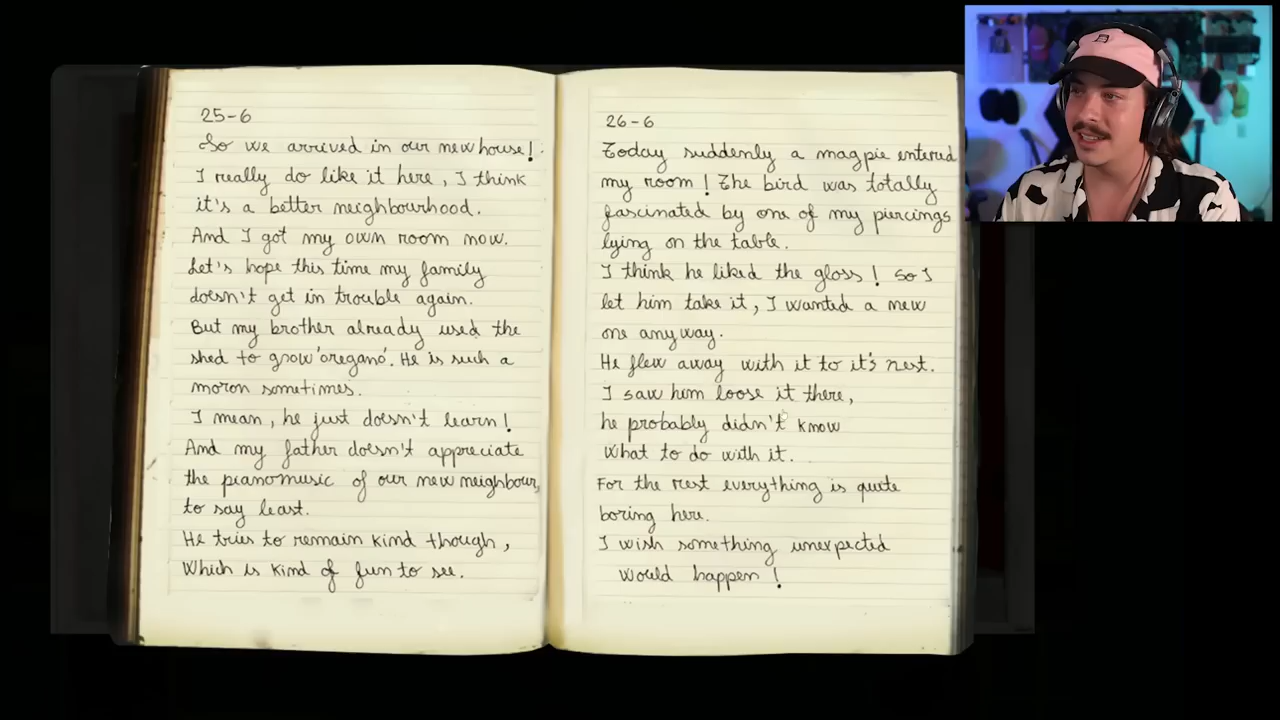 25-6
So we arrived in our new house!
I really do like it here, I think
it's a better neighbourhood.
And I got my own room now.
Let's hope this time my family
doesn't get in trouble again.
But my brother already used the
shed to grow 'oregano'. He is such a
moron sometimes.
I mean, he just doesn't learn!
And my father doesn't appreciate
the pianomusic of our new neighbour,
to say least.
He tries to remain kind though,
Which is kind of fun to see.
26-6
Today suddenly a magpie entered
my room! The bird was totally
fascinated by one of my piercings
lying on the table.
I think he liked the gloss! So I
let him take it, I wanted a new
one anyway.
He flew away with it to it's nest.
I saw him loose it there,
he probably didn't know
What to do with it.
For the rest everything is quite
boring here.
I wish something unexpected
would happen!